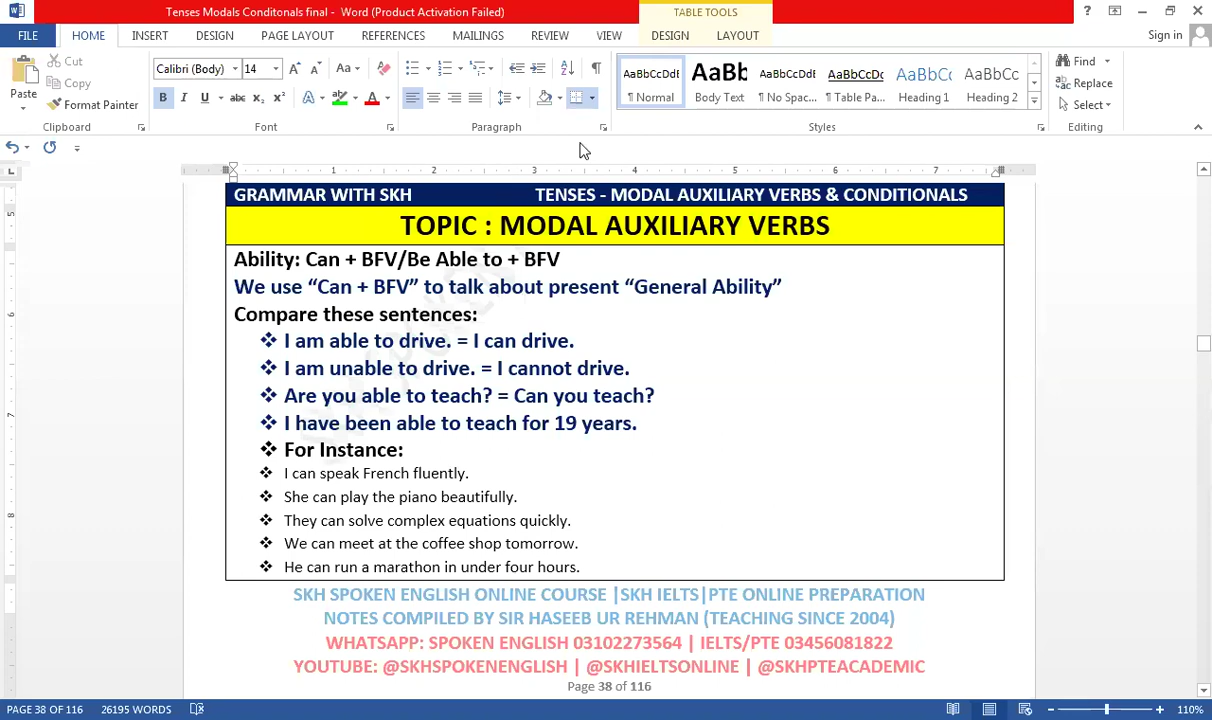 Tenses Modals Conditonals final - Word (Product Activation Failed)
TABLE TOOLS
FILE HOME INSERT DESIGN PAGE LAYOUT REFERENCES MAILINGS REVIEW VIEW DESIGN LAYOUT Sign in
Paste
Cut
Copy
Format Painter
Clipboard
Calibri (Body) 14
Font
Paragraph
AaBbCcDdE AaBb AaBbCcDdE AaBbCcDc AaBbCc AaBbCc
¶ Normal Body Text ¶ No Spac... ¶ Table Pa... Heading 1 Heading 2
Styles
Find
Replace
Select
Editing
1 2 3 4 5 6 7
GRAMMAR WITH SKH TENSES - MODAL AUXILIARY VERBS & CONDITIONALS
TOPIC : MODAL AUXILIARY VERBS
Ability: Can + BFV/Be Able to + BFV
We use “Can + BFV” to talk about present “General Ability”
Compare these sentences:
❖ I am able to drive. = I can drive.
❖ I am unable to drive. = I cannot drive.
❖ Are you able to teach? = Can you teach?
❖ I have been able to teach for 19 years.
❖ For Instance:
❖ I can speak French fluently.
❖ She can play the piano beautifully.
❖ They can solve complex equations quickly.
❖ We can meet at the coffee shop tomorrow.
❖ He can run a marathon in under four hours.
SKH SPOKEN ENGLISH ONLINE COURSE |SKH IELTS|PTE ONLINE PREPARATION
NOTES COMPILED BY SIR HASEEB UR REHMAN (TEACHING SINCE 2004)
WHATSAPP: SPOKEN ENGLISH 03102273564 | IELTS/PTE 03456081822
YOUTUBE: @SKHSPOKENENGLISH | @SKHIELTSONLINE | @SKHPTEACADEMIC
Page 38 of 116
PAGE 38 OF 116 26195 WORDS 110%